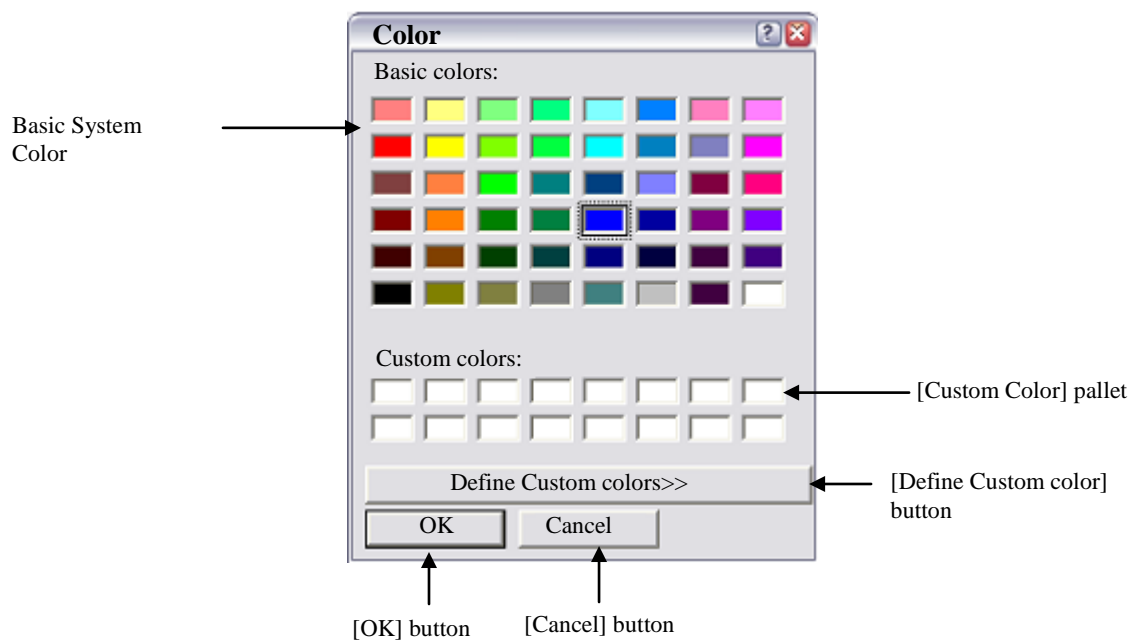 Color
?
Basic colors:
Basic System
Color
Custom colors:
[Custom Color] pallet
Define Custom colors>>
[Define Custom color]
button
OK
Cancel
[OK] button
[Cancel] button